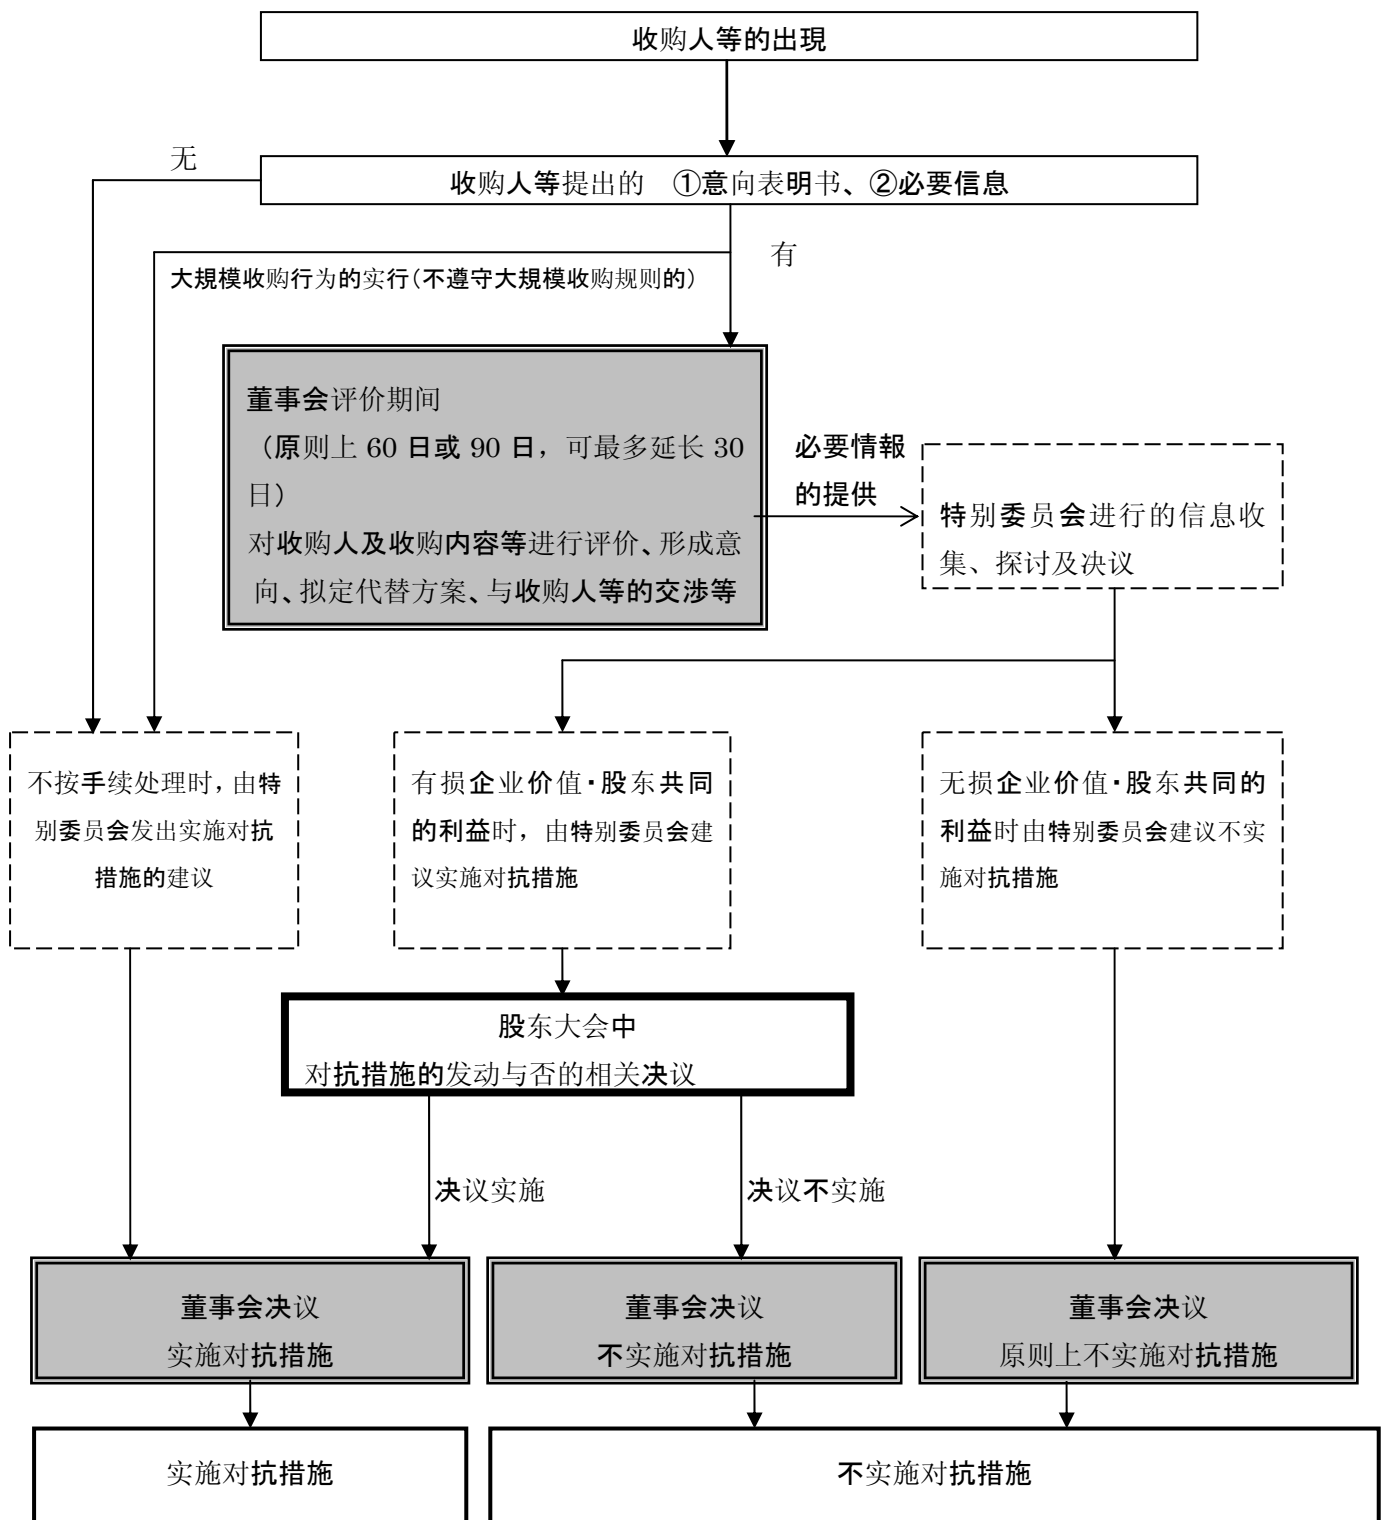 收购人等的出現
无
收购人等提出的　①意向表明书、②必要信息
有
大規模收购行为的实行（不遵守大規模收购规则的）
董事会评价期间
（原则上 60 日或 90 日，可最多延长 30
日）
对收购人及收购内容等进行评价、形成意
向、拟定代替方案、与收购人等的交涉等
必要情報
的提供
特别委员会进行的信息收
集、探讨及决议
不按手续处理时，由特
别委员会发出实施对抗
措施的建议
有损企业价值・股东共同
的利益时，由特别委员会建
议实施对抗措施
无损企业价值・股东共同的
利益时由特别委员会建议不实
施对抗措施
股东大会中
对抗措施的发动与否的相关决议
决议实施
决议不实施
董事会决议
实施对抗措施
董事会决议
不实施对抗措施
董事会决议
原则上不实施对抗措施
实施对抗措施
不实施对抗措施